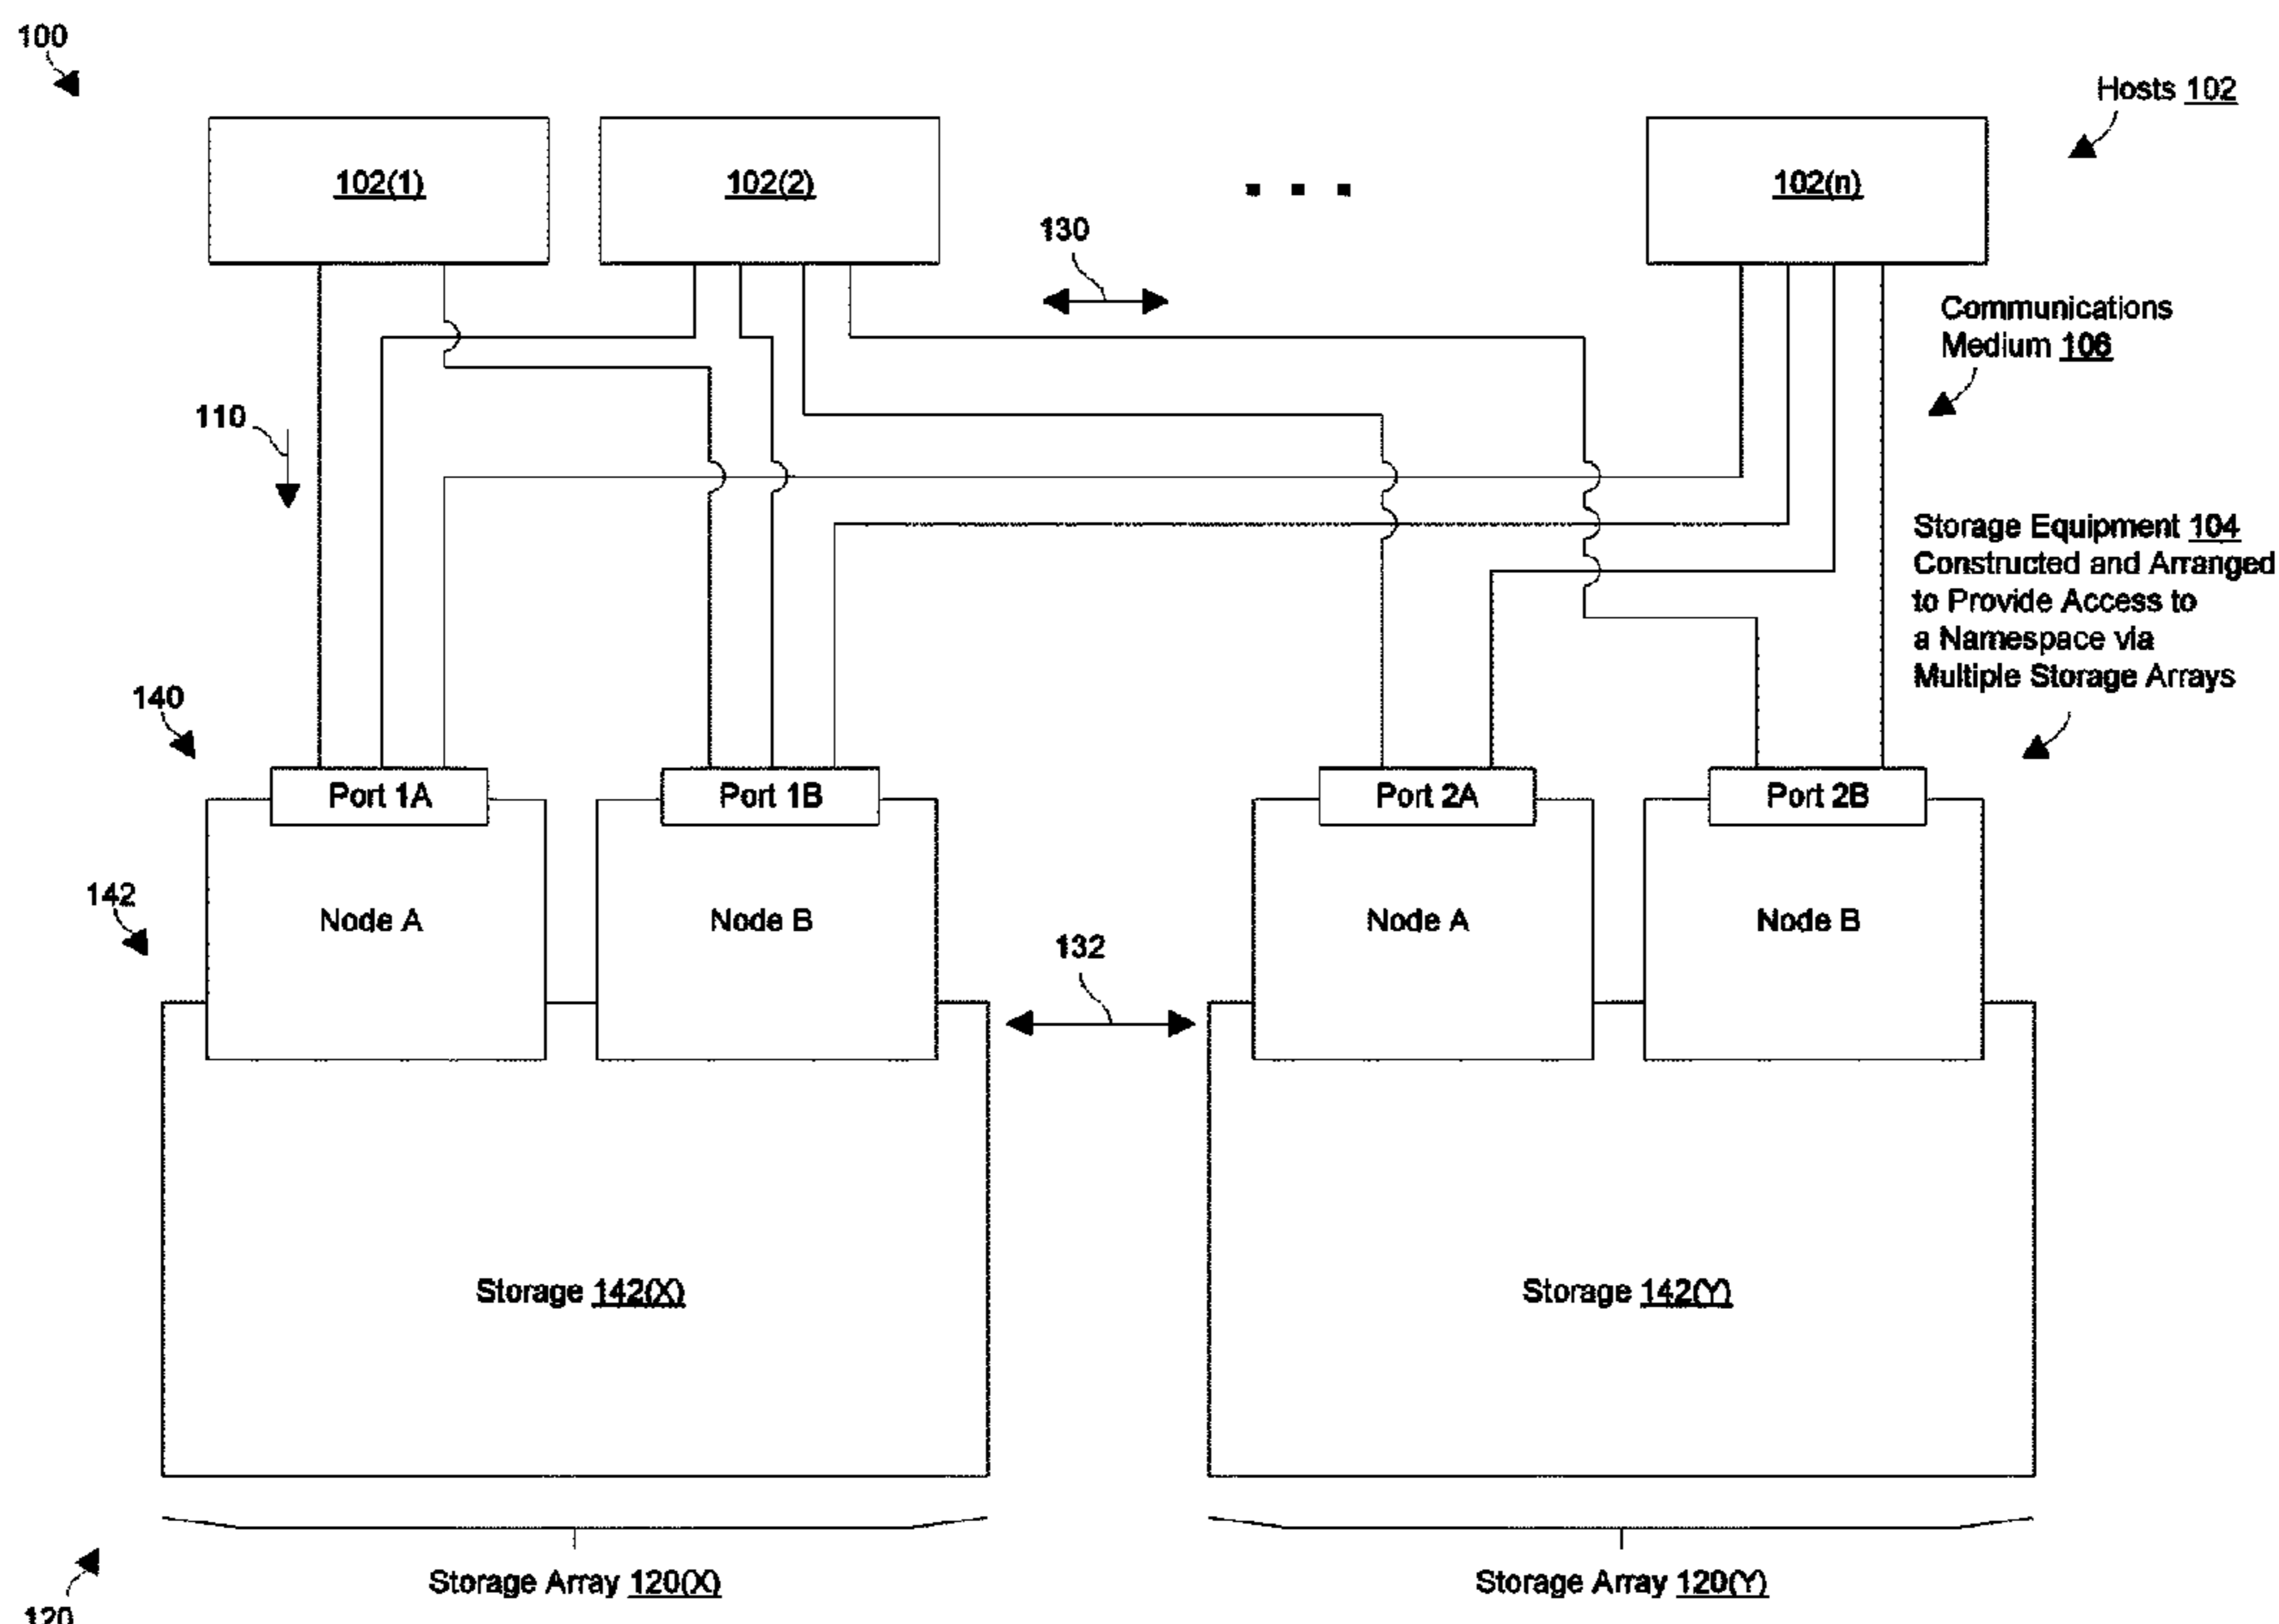 100
Hosts 102
102(1)
102(2)
102(n)
130
Communications
Medium 106
110
Storage Equipment 104
Constructed and Arranged
to Provide Access to
a Namespace via
Multiple Storage Arrays
140
Port 1A
Port 1B
Port 2A
Port 2B
142
Node A
Node B
Node A
Node B
132
Storage 142(X)
Storage 142(Y)
Storage Array 120(X)
Storage Array 120(Y)
120